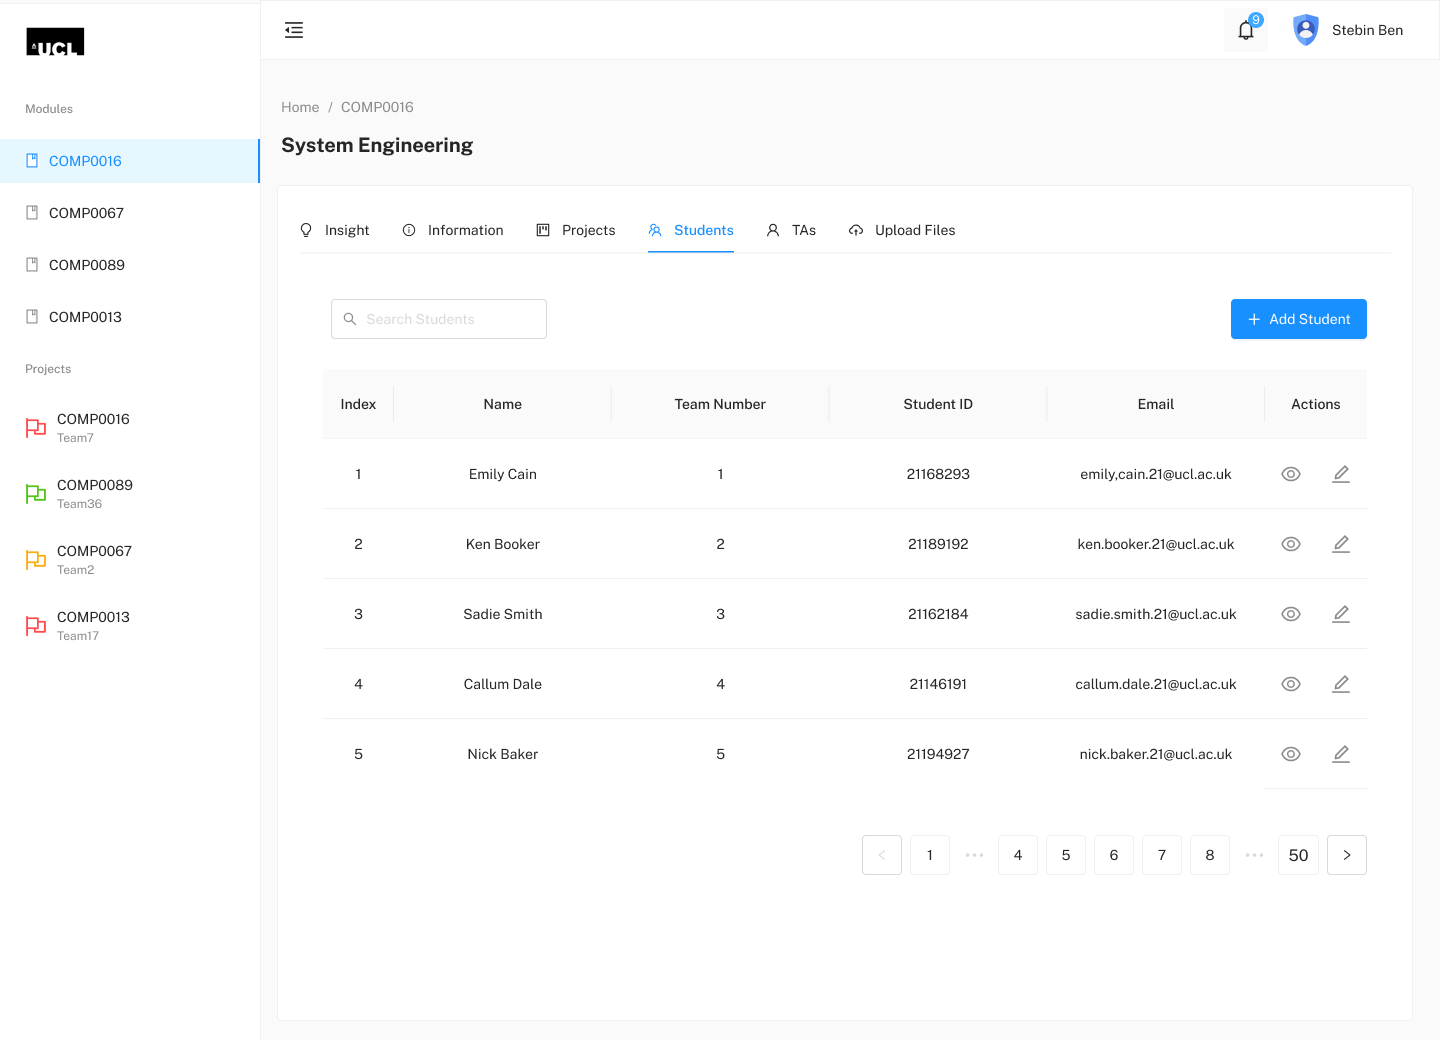 UCL
Modules
COMP0016
COMP0067
COMP0089
COMP0013
Projects
COMP0016
Team7
COMP0089
Team36
COMP0067
Team2
COMP0013
Team17
9
Stebin Ben
Home / COMP0016
System Engineering
Insight Information Projects Students TAs Upload Files
Search Students
+ Add Student
Index Name Team Number Student ID Email Actions
1 Emily Cain 1 21168293 emily,cain.21@ucl.ac.uk
2 Ken Booker 2 21189192 ken.booker.21@ucl.ac.uk
3 Sadie Smith 3 21162184 sadie.smith.21@ucl.ac.uk
4 Callum Dale 4 21146191 callum.dale.21@ucl.ac.uk
5 Nick Baker 5 21194927 nick.baker.21@ucl.ac.uk
< 1 ••• 4 5 6 7 8 ••• 50 >